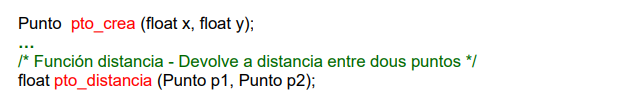 Punto pto_crea (float x, float y);
...
/* Función distancia - Devolve a distancia entre dous puntos */
float pto_distancia (Punto p1, Punto p2);